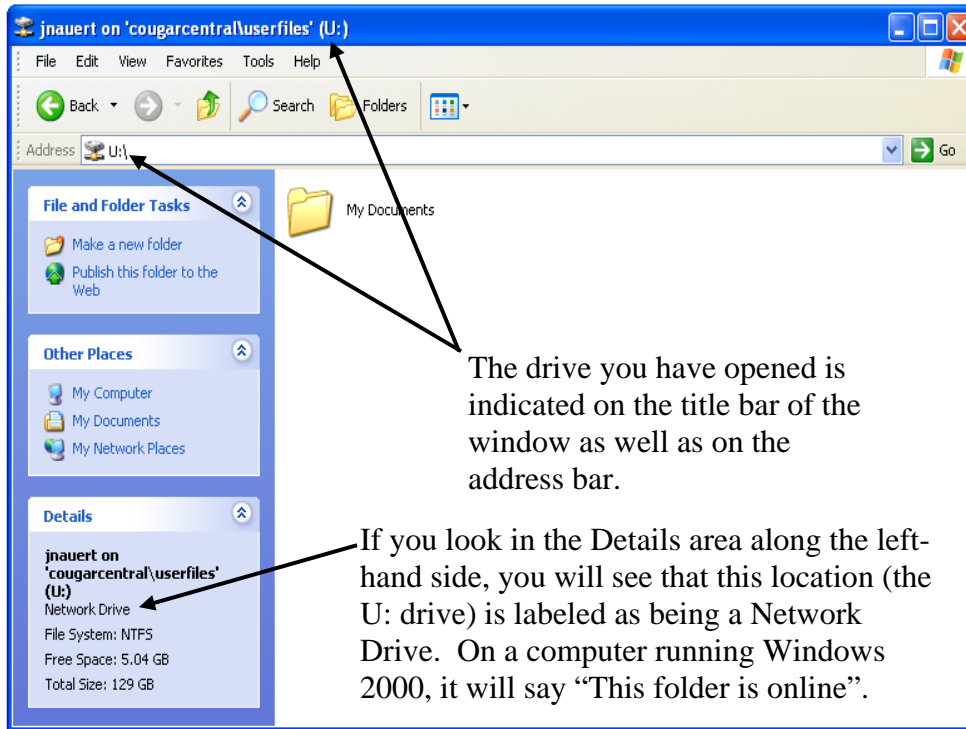 jnauert on 'cougarcentral\userfiles' (U:)
File Edit View Favorites Tools Help
Back Search Folders
Address U:\ Go
File and Folder Tasks
Make a new folder
Publish this folder to the
Web
Other Places
My Computer
My Documents
My Network Places
Details
jnauert on
'cougarcentral\userfiles'
(U:)
Network Drive
File System: NTFS
Free Space: 5.04 GB
Total Size: 129 GB
My Documents
The drive you have opened is
indicated on the title bar of the
window as well as on the
address bar.
If you look in the Details area along the left-
hand side, you will see that this location (the
U: drive) is labeled as being a Network
Drive. On a computer running Windows
2000, it will say “This folder is online”.